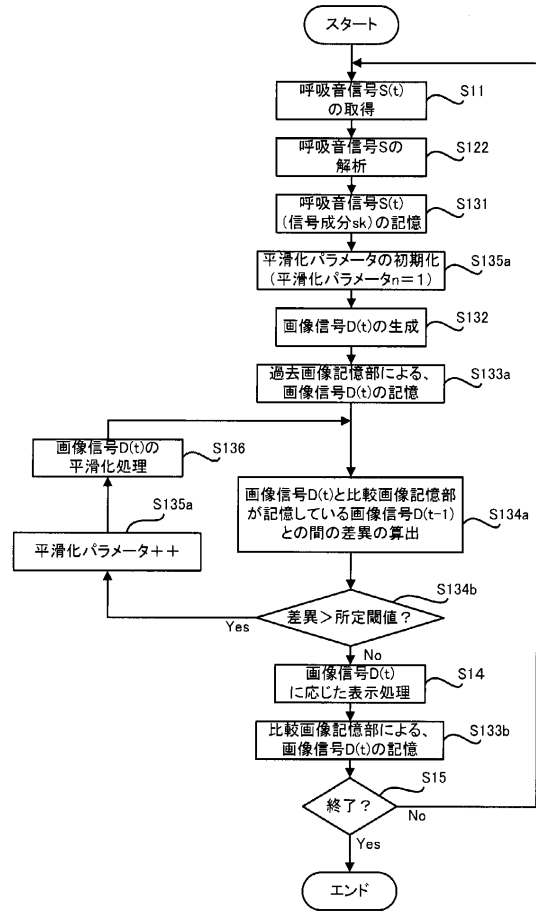 スタート
呼吸音信号S(t)
の取得
S11
呼吸音信号Sの
解析
S122
呼吸音信号S(t)
(信号成分sk)の記憶
S131
平滑化パラメータの初期化
(平滑化パラメータn=1)
S135a
画像信号D(t)の生成
S132
過去画像記憶部による、
画像信号D(t)の記憶
S133a
画像信号D(t)の
平滑化処理
S136
平滑化パラメータ++
S135a
画像信号D(t)と比較画像記憶部
が記憶している画像信号D(t-1)
との間の差異の算出
S134a
差異>所定閾値?
S134b
Yes
No
画像信号D(t)
に応じた表示処理
S14
比較画像記憶部による、
画像信号D(t)の記憶
S133b
終了?
S15
No
Yes
エンド